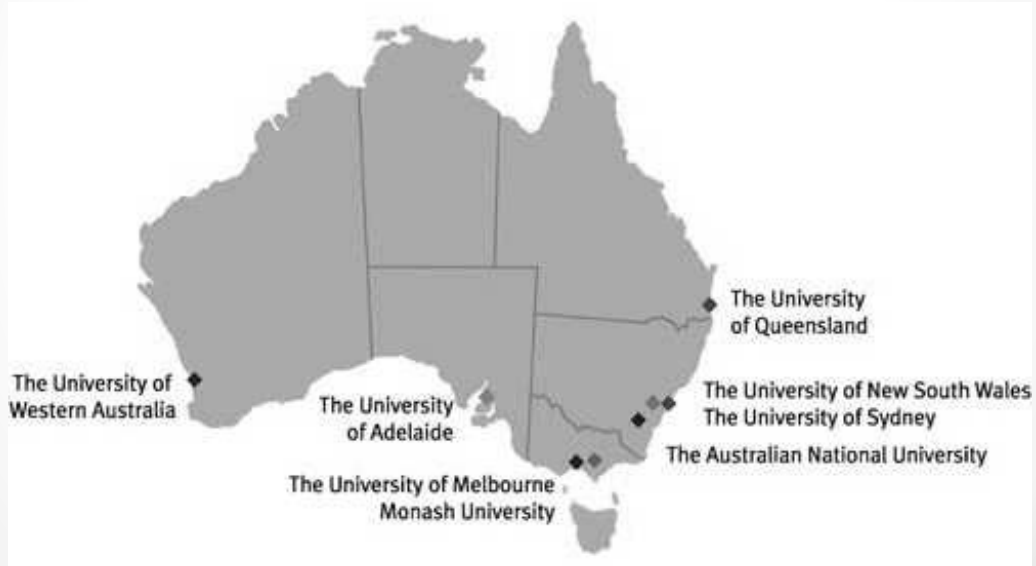 The University
of Queensland
The University of
Western Australia
The University
of Adelaide
The University of New South Wales
The University of Sydney
The Australian National University
The University of Melbourne
Monash University